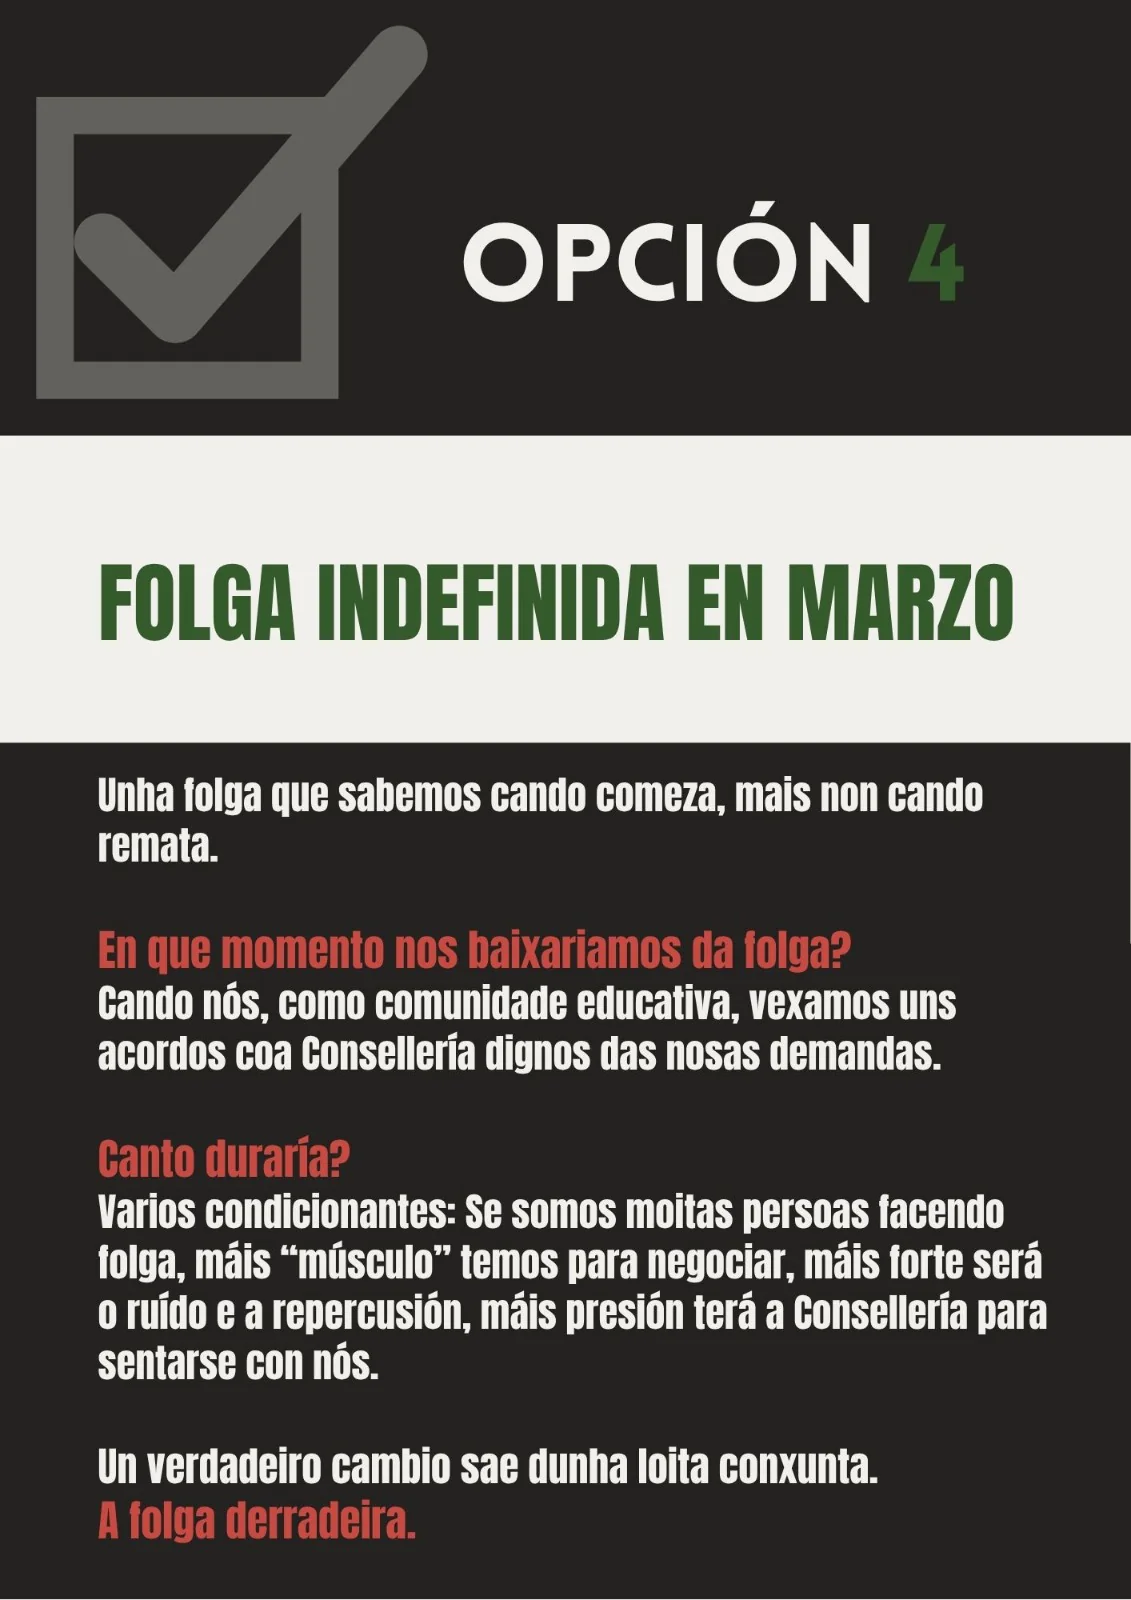 OPCIÓN 4
FOLGA INDEFINIDA EN MARZO
Unha folga que sabemos cando comeza, mais non cando
remata.
En que momento nos baixariamos da folga?
Cando nós, como comunidade educativa, vexamos uns
acordos coa Consellería dignos das nosas demandas.
Canto duraría?
Varios condicionantes: Se somos moitas persoas facendo
folga, máis “músculo” temos para negociar, máis forte será
o ruído e a repercusión, máis presión terá a Consellería para
sentarse con nós.
Un verdadeiro cambio sae dunha loita conxunta.
A folga derradeira.